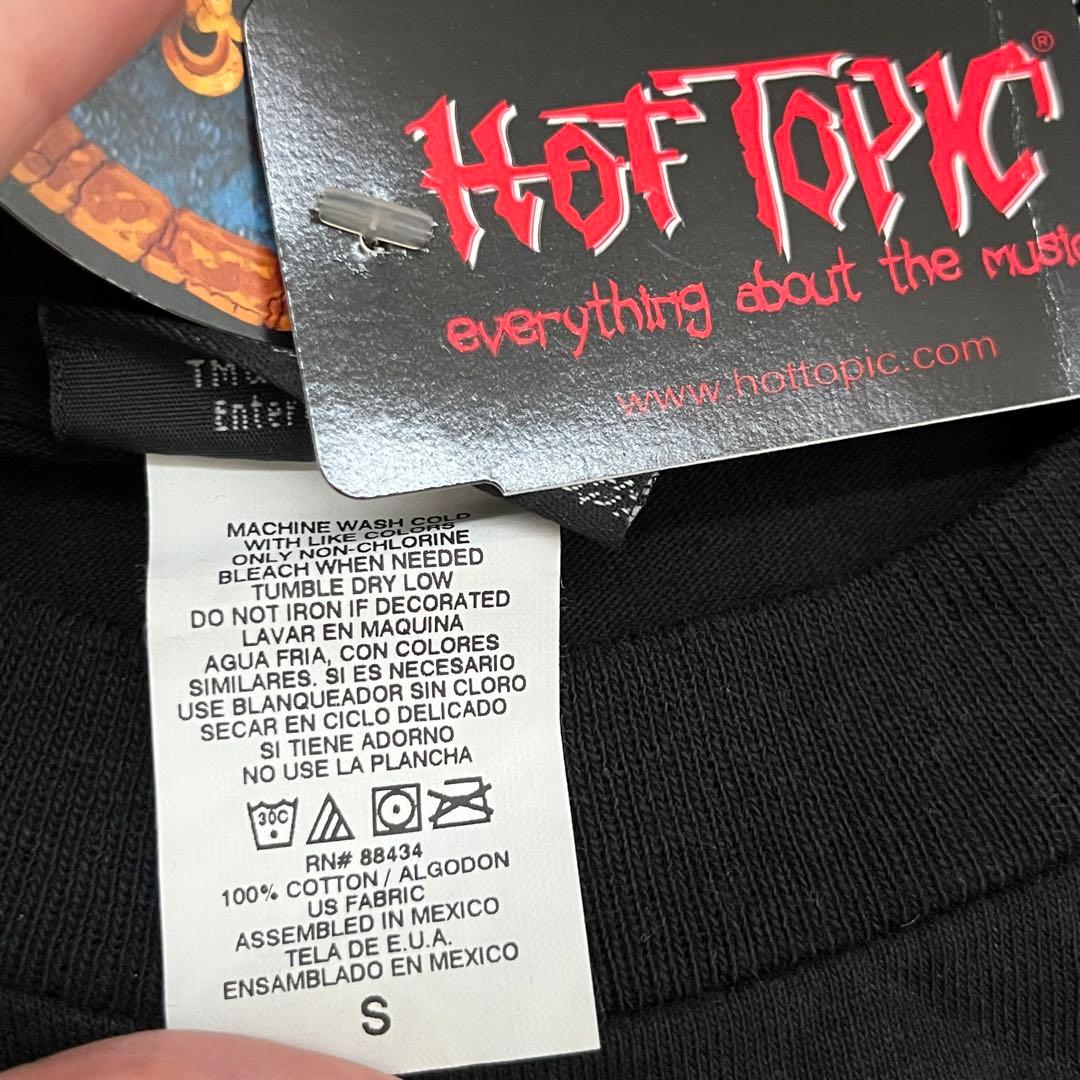 HOT TOPIC®
everything about the music
www.hottopic.com
TM
Enter
MACHINE WASH COLD
WITH LIKE COLORS
ONLY NON-CHLORINE
BLEACH WHEN NEEDED
TUMBLE DRY LOW
DO NOT IRON IF DECORATED
LAVAR EN MAQUINA
AGUA FRIA, CON COLORES
SIMILARES. SI ES NECESARIO
USE BLANQUEADOR SIN CLORO
SECAR EN CICLO DELICADO
SI TIENE ADORNO
NO USE LA PLANCHA
30C
RN# 88434
100% COTTON / ALGODON
US FABRIC
ASSEMBLED IN MEXICO
TELA DE E.U.A.
ENSAMBLADO EN MEXICO
S